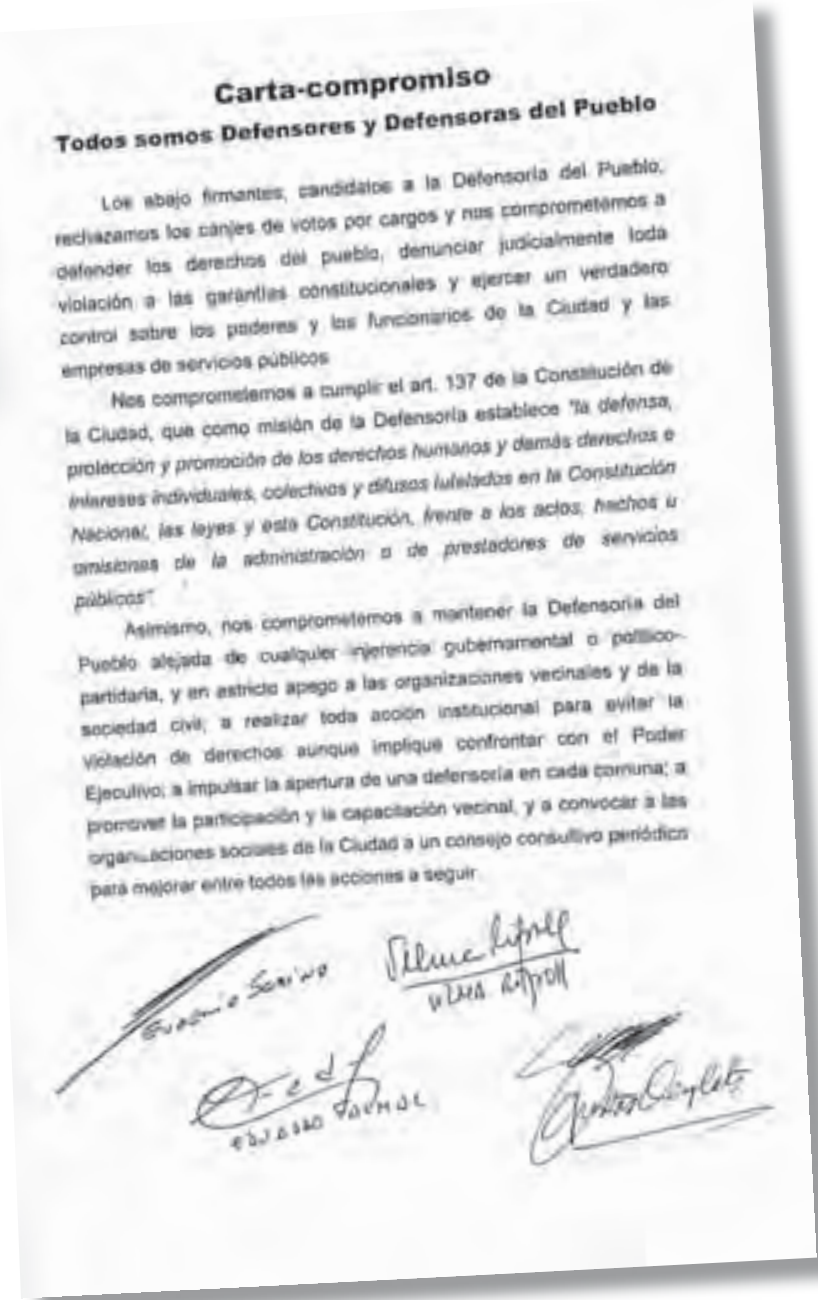 Carta-compromiso
Todos somos Defensores y Defensoras del Pueblo
Los abajo firmantes, candidatos a la Defensoría del Pueblo,
rechazamos los canjes de votos por cargos y nos comprometemos a
defender los derechos del pueblo, denunciar judicialmente toda
violación a las garantías constitucionales y ejercer un verdadero
control sobre los poderes y los funcionarios de la Ciudad y las
empresas de servicios públicos
Nos comprometemos a cumplir el art. 137 de la Constitución de
la Ciudad, que como misión de la Defensoría establece "la defensa,
protección y promoción de los derechos humanos y demás derechos e
intereses individuales, colectivos y difusos tutelados en la Constitución
Nacional, las leyes y esta Constitución, frente a los actos, hechos u
omisiones de la administración o de prestadores de servicios
públicos".
Asimismo, nos comprometemos a mantener la Defensoría del
Pueblo alejada de cualquier injerencia gubernamental o político-
partidaria, y en estricto apego a las organizaciones vecinales y de la
sociedad civil; a realizar toda acción institucional para evitar la
violación de derechos aunque implique confrontar con el Poder
Ejecutivo; a impulsar la apertura de una defensoría en cada comuna; a
promover la participación y la capacitación vecinal, y a convocar a las
organizaciones sociales de la Ciudad a un consejo consultivo periódico
para mejorar entre todos las acciones a seguir.
Vilma Ripoll
VILMA Ripoll
EUGENIO SEMINO
EDUARDO